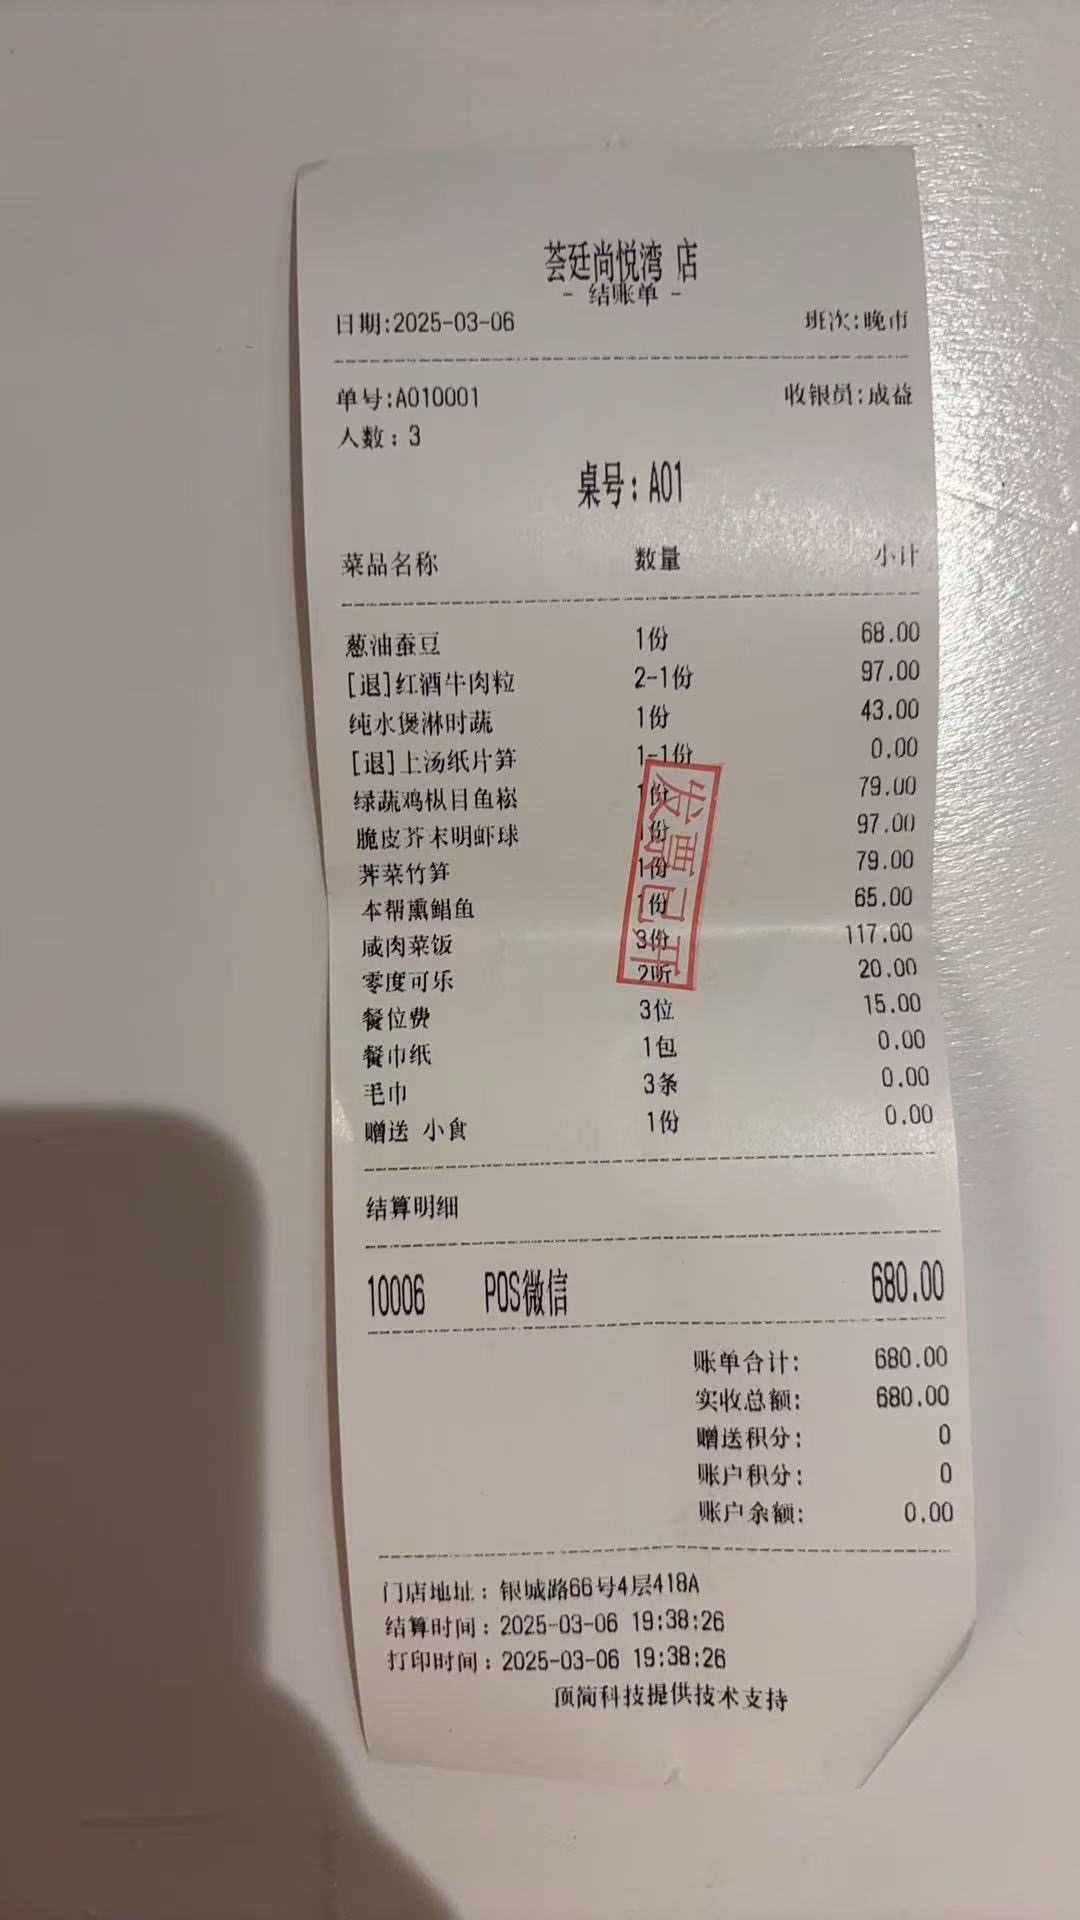 荟廷尚悦湾 店
- 结账单 -
日期:2025-03-06 班次:晚市
单号:A010001 收银员:成益
人数:3
桌号:A01
菜品名称 数量 小计
葱油蚕豆 1份 68.00
[退]红酒牛肉粒 2-1份 97.00
纯水煲淋时蔬 1份 43.00
[退]上汤纸片笋 1-1份 0.00
绿蔬鸡枞目鱼崧 1份 79.00
脆皮芥末明虾球 1份 97.00
荠菜竹笋 1份 79.00
本帮熏鲳鱼 1份 65.00
咸肉菜饭 3份 117.00
零度可乐 2听 20.00
餐位费 3位 15.00
餐巾纸 1包 0.00
毛巾 3条 0.00
赠送 小食 1份 0.00
发票已开
结算明细
10006 POS微信 680.00
账单合计: 680.00
实收总额: 680.00
赠送积分: 0
账户积分: 0
账户余额: 0.00
门店地址:银城路66号4层418A
结算时间:2025-03-06 19:38:26
打印时间:2025-03-06 19:38:26
顶简科技提供技术支持